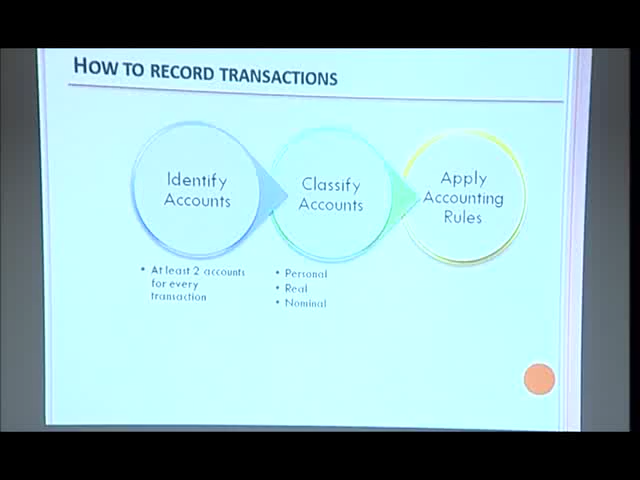 HOW TO RECORD TRANSACTIONS
Identify
Accounts
Classify
Accounts
Apply
Accounting
Rules
• At least 2 accounts
for every
transaction
• Personal
• Real
• Nominal